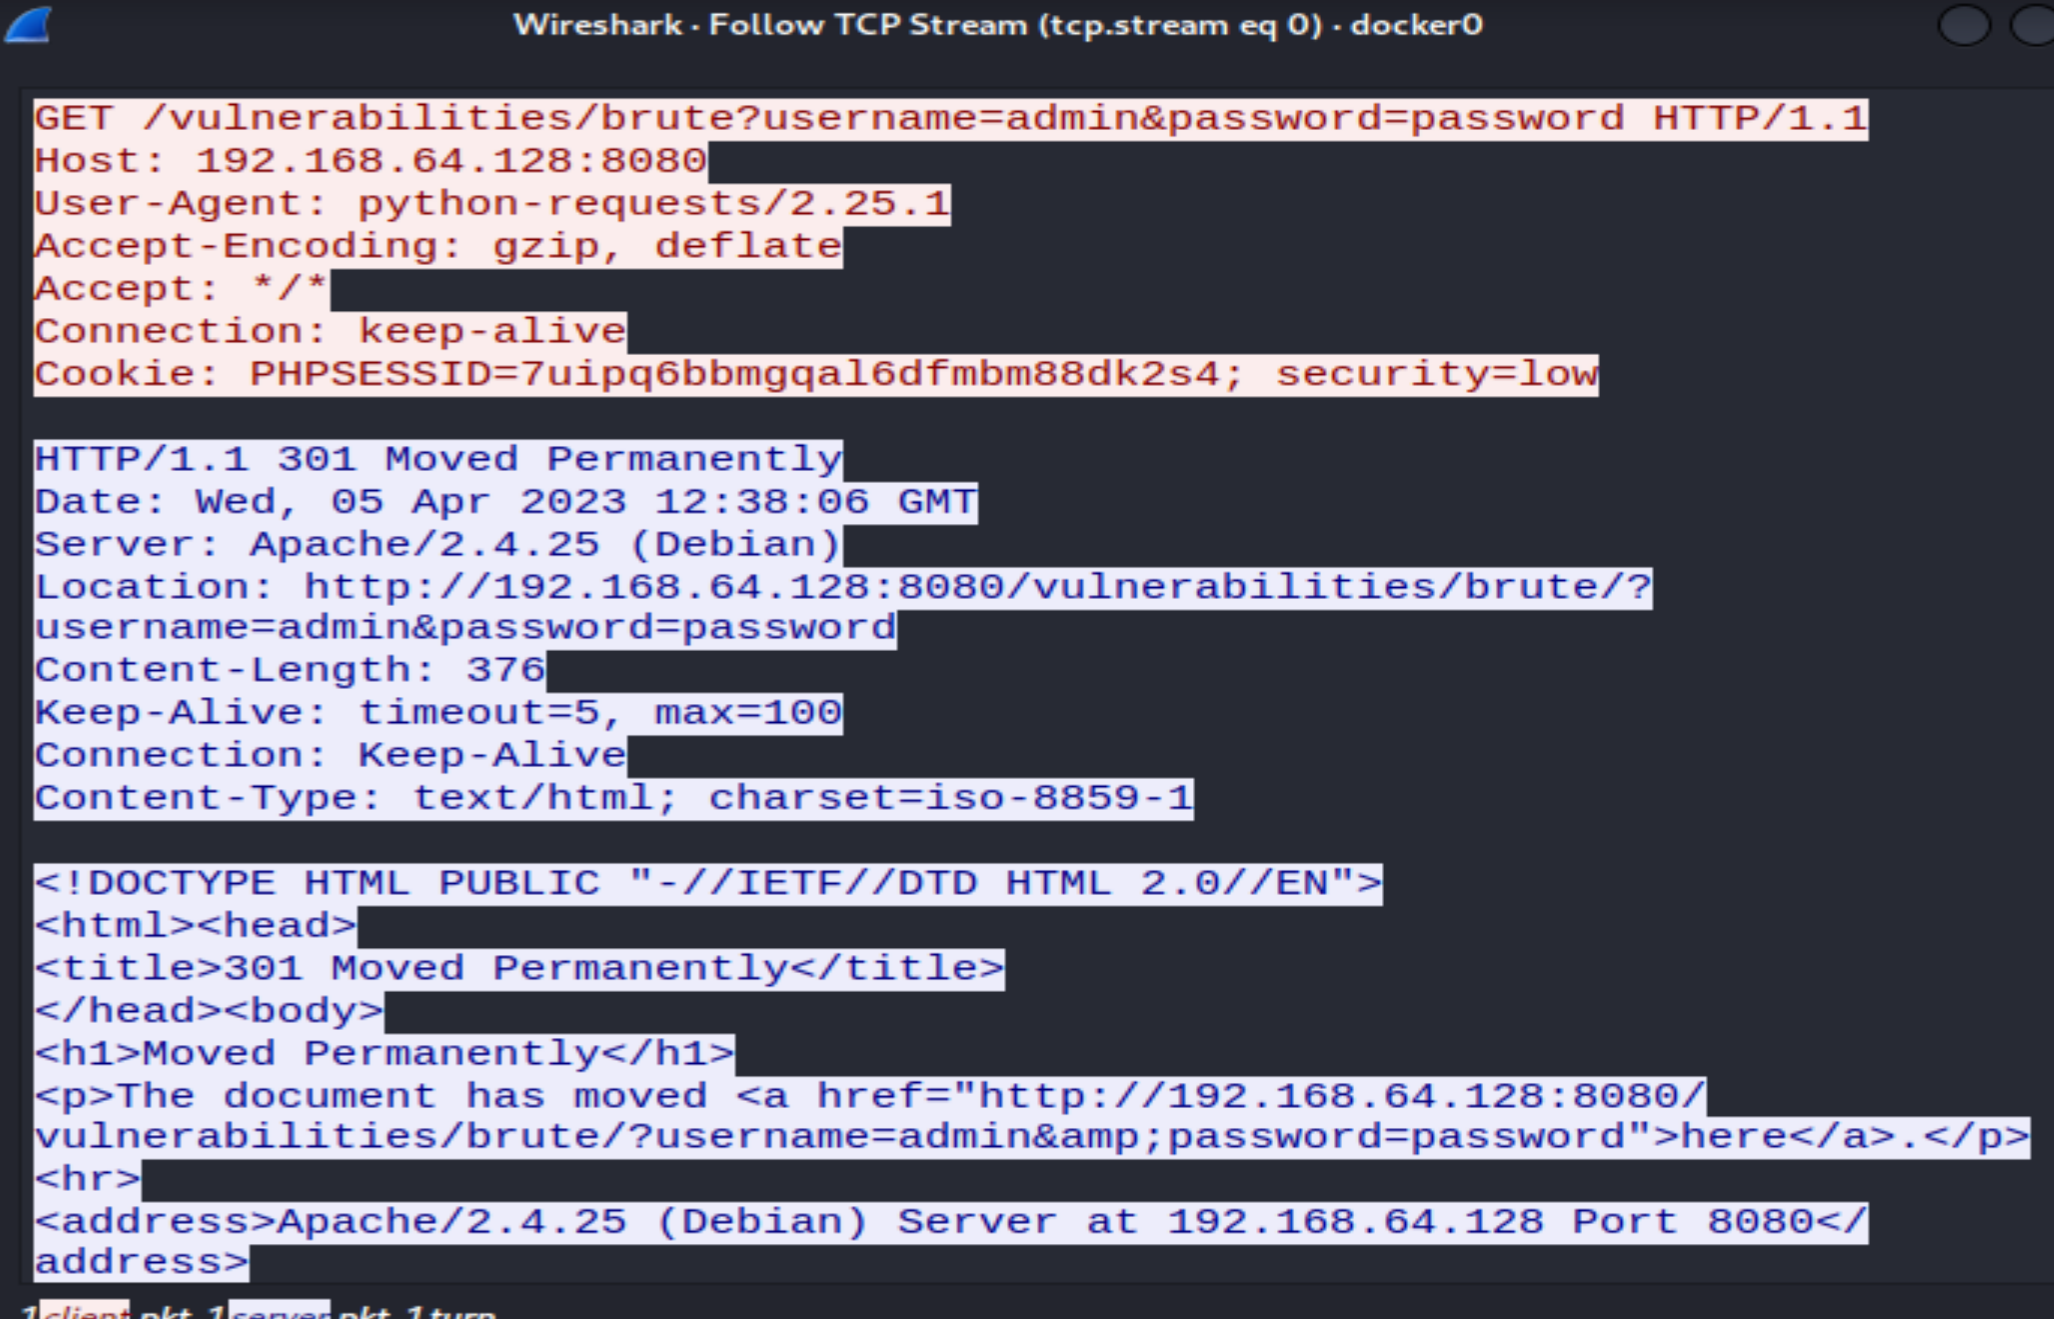 Wireshark · Follow TCP Stream (tcp.stream eq 0) · docker0
GET /vulnerabilities/brute?username=admin&password=password HTTP/1.1
Host: 192.168.64.128:8080
User-Agent: python-requests/2.25.1
Accept-Encoding: gzip, deflate
Accept: */*
Connection: keep-alive
Cookie: PHPSESSID=7uipq6bbmgqal6dfmbm88dk2s4; security=low
HTTP/1.1 301 Moved Permanently
Date: Wed, 05 Apr 2023 12:38:06 GMT
Server: Apache/2.4.25 (Debian)
Location: http://192.168.64.128:8080/vulnerabilities/brute/?
username=admin&password=password
Content-Length: 376
Keep-Alive: timeout=5, max=100
Connection: Keep-Alive
Content-Type: text/html; charset=iso-8859-1
<!DOCTYPE HTML PUBLIC "-//IETF//DTD HTML 2.0//EN">
<html><head>
<title>301 Moved Permanently</title>
</head><body>
<h1>Moved Permanently</h1>
<p>The document has moved <a href="http://192.168.64.128:8080/
vulnerabilities/brute/?username=admin&amp;password=password">here</a>.</p>
<hr>
<address>Apache/2.4.25 (Debian) Server at 192.168.64.128 Port 8080</
address>
1 client pkt, 1 server pkt, 1 turn.